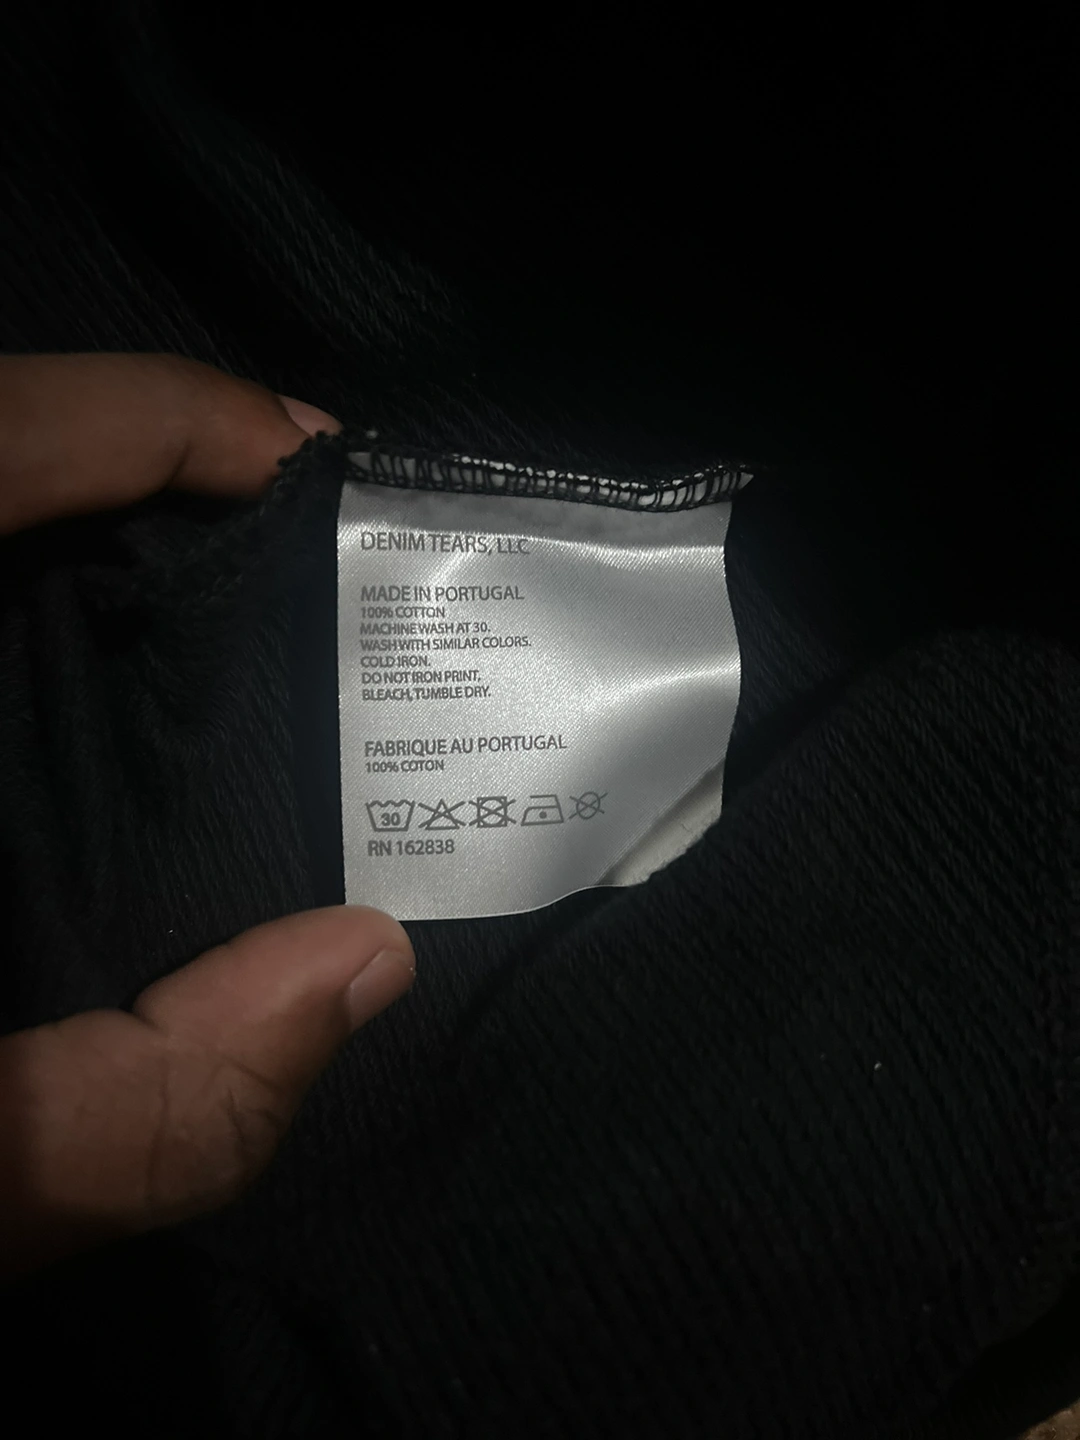 DENIM TEARS, LLC
MADE IN PORTUGAL
100% COTTON
MACHINE WASH AT 30.
WASH WITH SIMILAR COLORS.
COLD IRON.
DO NOT IRON PRINT,
BLEACH, TUMBLE DRY.
FABRIQUE AU PORTUGAL
100% COTON
30
RN 162838